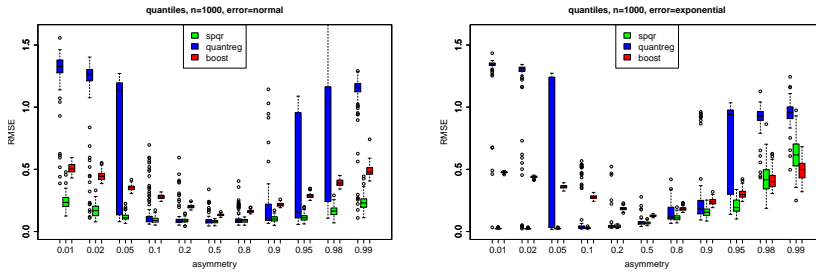 quantiles, n=1000, error=normal
spqr
quantreg
boost
RMSE
1.5
1.0
0.5
0.0
0.01 0.02 0.05 0.1 0.2 0.5 0.8 0.9 0.95 0.98 0.99
asymmetry
quantiles, n=1000, error=exponential
spqr
quantreg
boost
RMSE
1.5
1.0
0.5
0.0
0.01 0.02 0.05 0.1 0.2 0.5 0.8 0.9 0.95 0.98 0.99
asymmetry